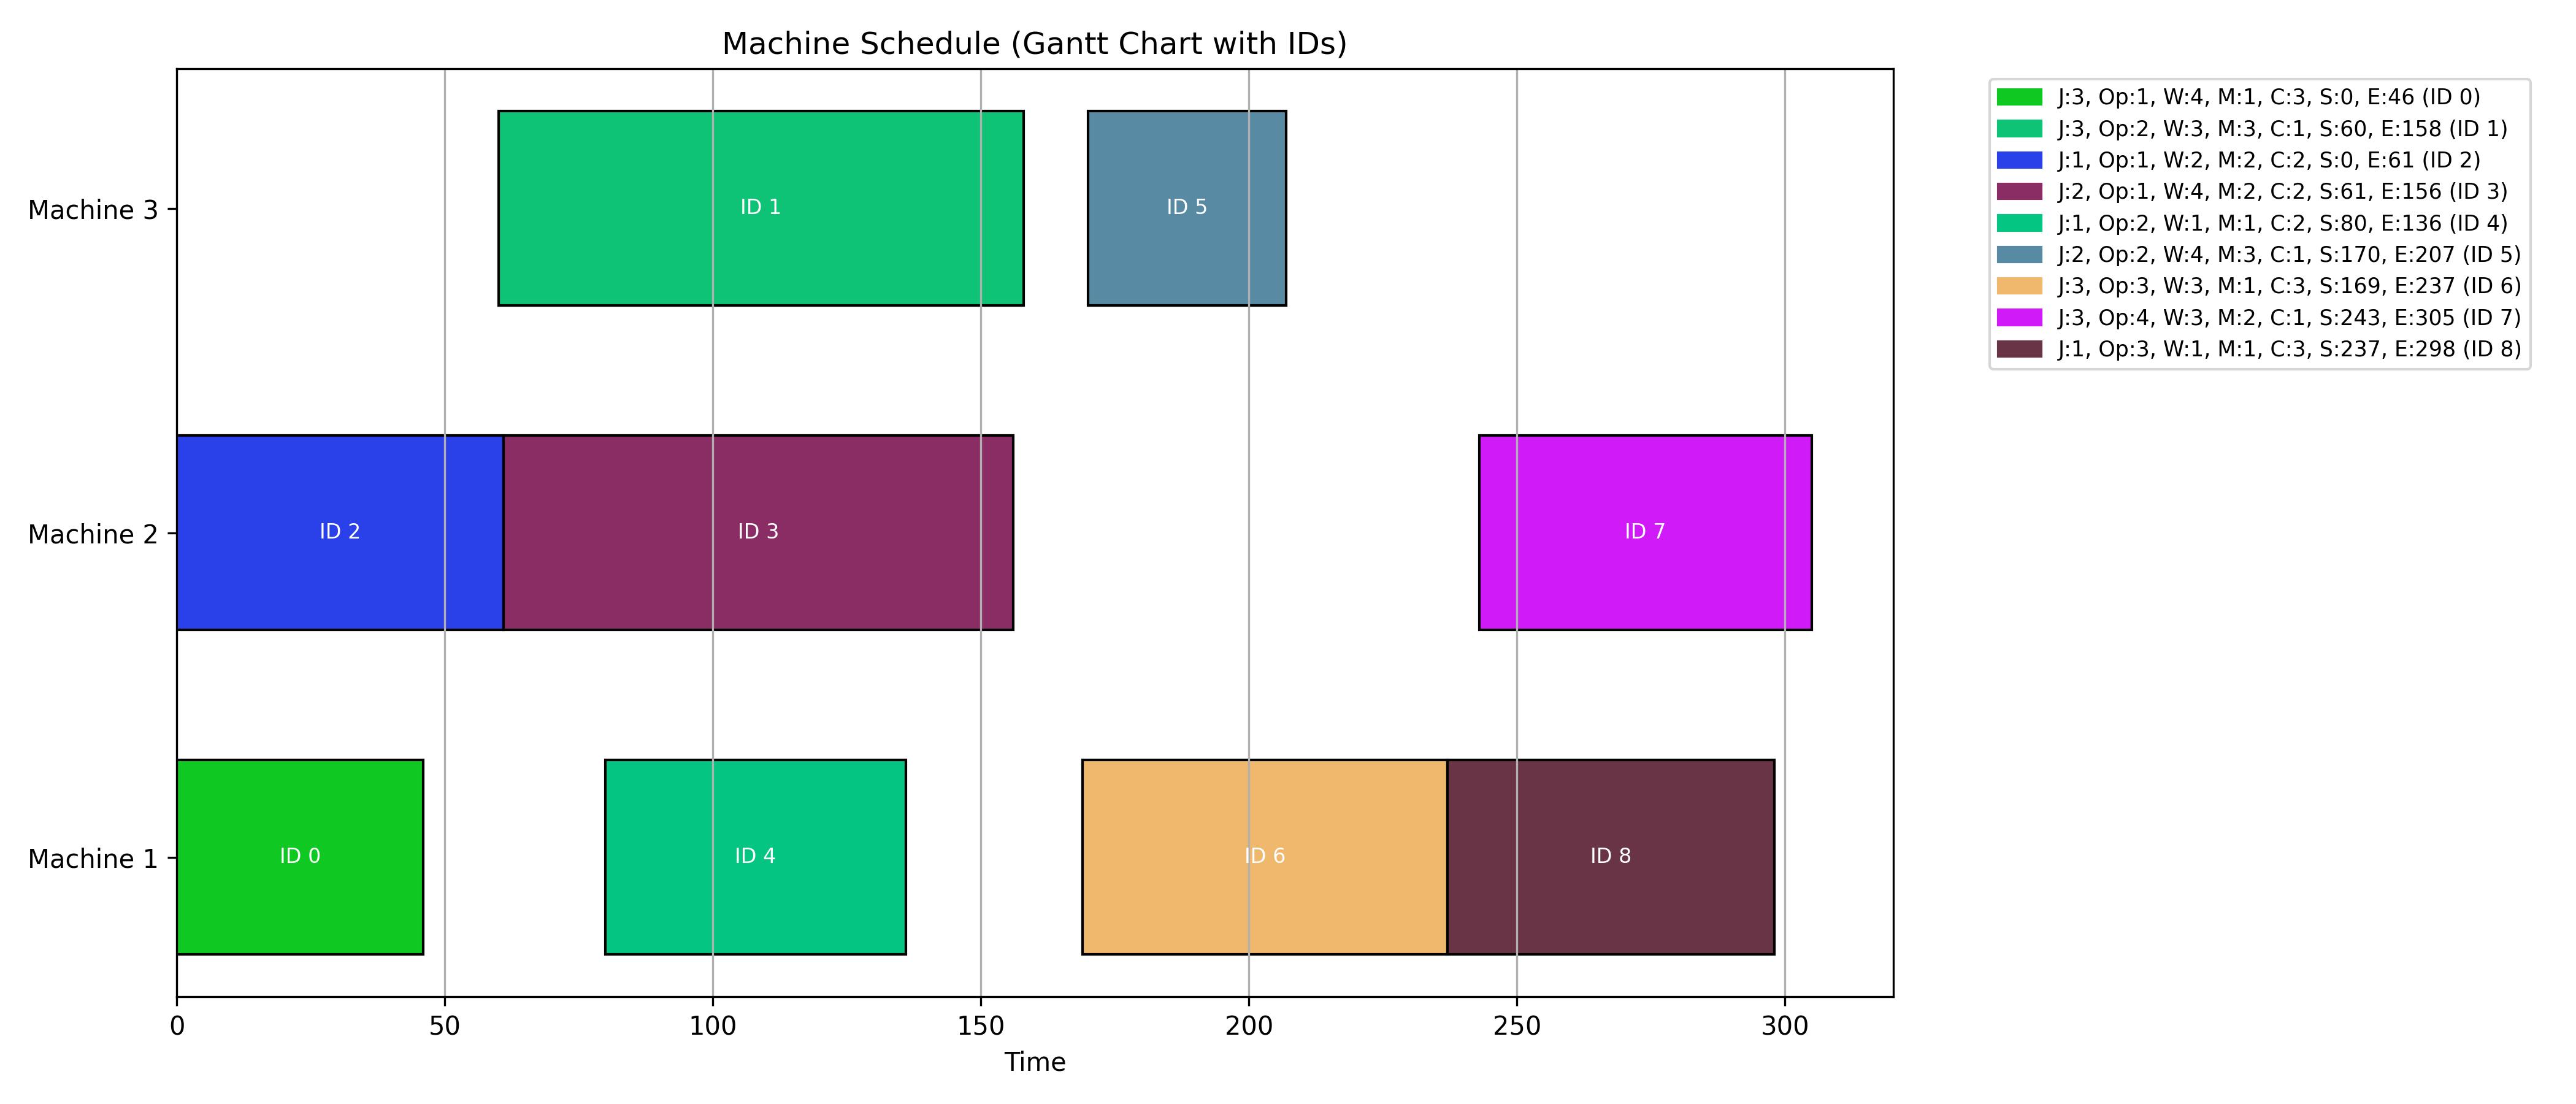 Machine Schedule (Gantt Chart with IDs)
J:3, Op:1, W:4, M:1, C:3, S:0, E:46 (ID 0)
J:3, Op:2, W:3, M:3, C:1, S:60, E:158 (ID 1)
J:1, Op:1, W:2, M:2, C:2, S:0, E:61 (ID 2)
J:2, Op:1, W:4, M:2, C:2, S:61, E:156 (ID 3)
J:1, Op:2, W:1, M:1, C:2, S:80, E:136 (ID 4)
J:2, Op:2, W:4, M:3, C:1, S:170, E:207 (ID 5)
J:3, Op:3, W:3, M:1, C:3, S:169, E:237 (ID 6)
J:3, Op:4, W:3, M:2, C:1, S:243, E:305 (ID 7)
J:1, Op:3, W:1, M:1, C:3, S:237, E:298 (ID 8)
Machine 3 ID 1 ID 5
Machine 2 ID 2 ID 3 ID 7
Machine 1 ID 0 ID 4 ID 6 ID 8
0 50 100 150 200 250 300
Time